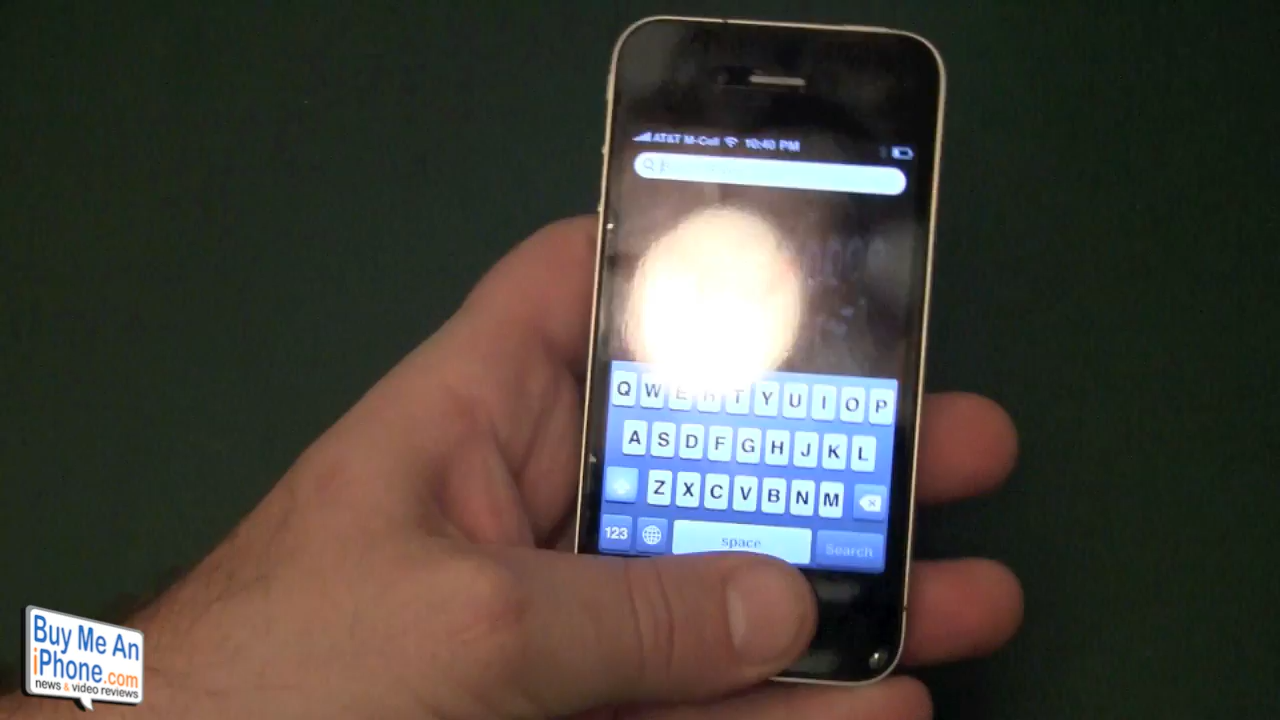 AT&T M-Cell 10:40 PM
Q W E R T Y U I O P
A S D F G H J K L
Z X C V B N M
123 space Search
Buy Me An
iPhone.com
news & video reviews